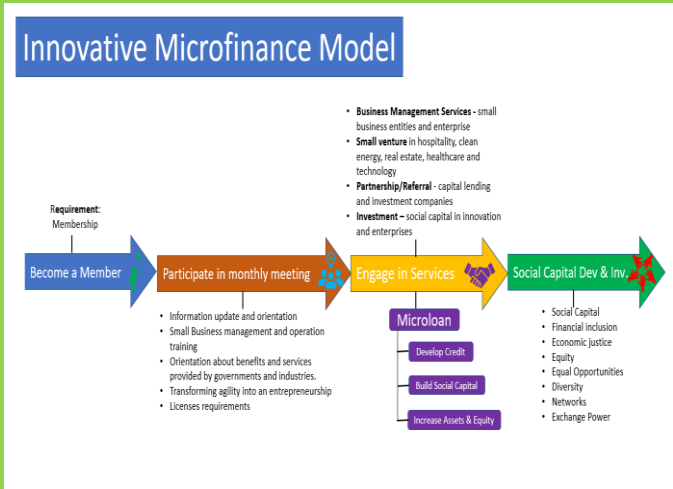 Innovative Microfinance Model
• Business Management Services - small
business entities and enterprise
• Small venture in hospitality, clean
energy, real estate, healthcare and
technology
• Partnership/Referral - capital lending
and investment companies
• Investment – social capital in innovation
and enterprises
Requirement:
Membership
Become a Member
Participate in monthly meeting
Engage in Services
Social Capital Dev & Inv.
• Information update and orientation
• Small Business management and operation
training
• Orientation about benefits and services
provided by governments and industries.
• Transforming agility into an entrepreneurship
• Licenses requirements
Microloan
Develop Credit
Build Social Capital
Increase Assets & Equity
• Social Capital
• Financial inclusion
• Economic justice
• Equity
• Equal Opportunities
• Diversity
• Networks
• Exchange Power